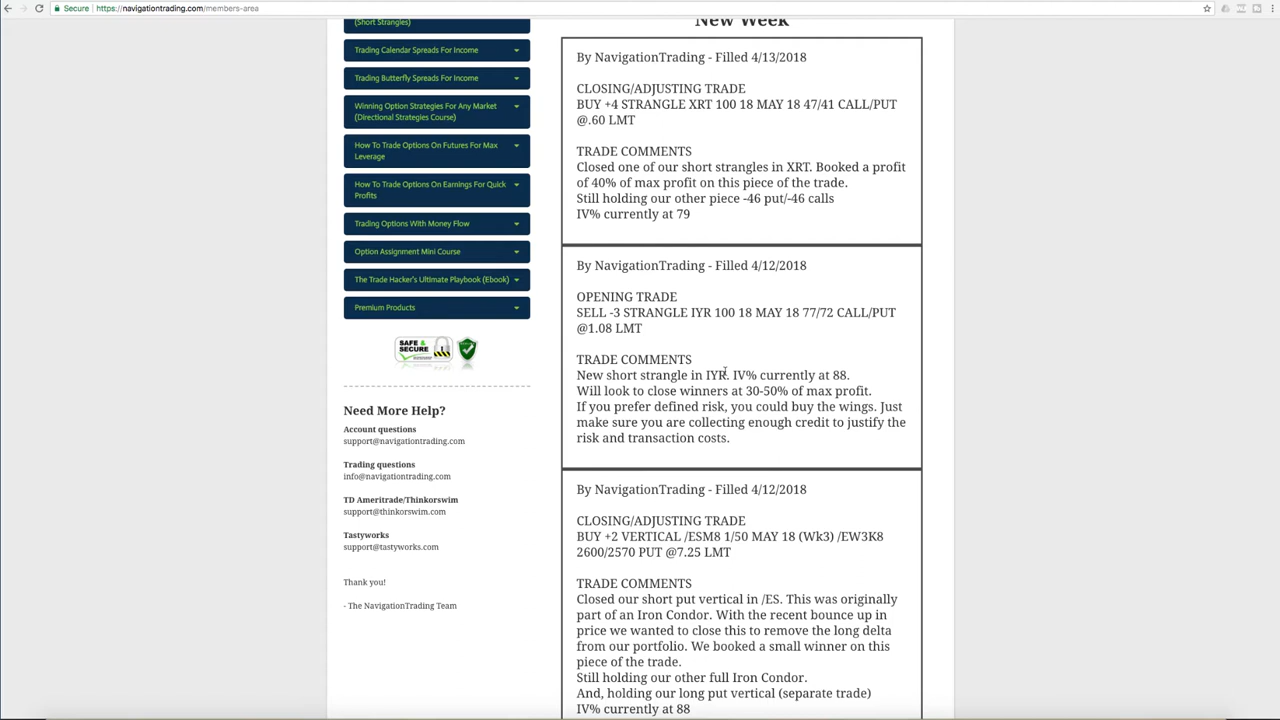 Secure
https://navigationtrading.com/members-area
(Short Strangles)
Trading Calendar Spreads For Income
Trading Butterfly Spreads For Income
Winning Option Strategies For Any Market
(Directional Strategies Course)
How To Trade Options On Futures For Max
Leverage
How To Trade Options On Earnings For Quick
Profits
Trading Options With Money Flow
Option Assignment Mini Course
The Trade Hacker's Ultimate Playbook (Ebook)
Premium Products
SAFE &
SECURE
Need More Help?
Account questions
support@navigationtrading.com
Trading questions
info@navigationtrading.com
TD Ameritrade/Thinkorswim
support@thinkorswim.com
Tastyworks
support@tastyworks.com
Thank you!
- The NavigationTrading Team
New Week
By NavigationTrading - Filled 4/13/2018
CLOSING/ADJUSTING TRADE
BUY +4 STRANGLE XRT 100 18 MAY 18 47/41 CALL/PUT
@.60 LMT
TRADE COMMENTS
Closed one of our short strangles in XRT. Booked a profit
of 40% of max profit on this piece of the trade.
Still holding our other piece -46 put/-46 calls
IV% currently at 79
By NavigationTrading - Filled 4/12/2018
OPENING TRADE
SELL -3 STRANGLE IYR 100 18 MAY 18 77/72 CALL/PUT
@1.08 LMT
TRADE COMMENTS
New short strangle in IYR. IV% currently at 88.
Will look to close winners at 30-50% of max profit.
If you prefer defined risk, you could buy the wings. Just
make sure you are collecting enough credit to justify the
risk and transaction costs.
By NavigationTrading - Filled 4/12/2018
CLOSING/ADJUSTING TRADE
BUY +2 VERTICAL /ESM8 1/50 MAY 18 (Wk3) /EW3K8
2600/2570 PUT @7.25 LMT
TRADE COMMENTS
Closed our short put vertical in /ES. This was originally
part of an Iron Condor. With the recent bounce up in
price we wanted to close this to remove the long delta
from our portfolio. We booked a small winner on this
piece of the trade.
Still holding our other full Iron Condor.
And, holding our long put vertical (separate trade)
IV% currently at 88